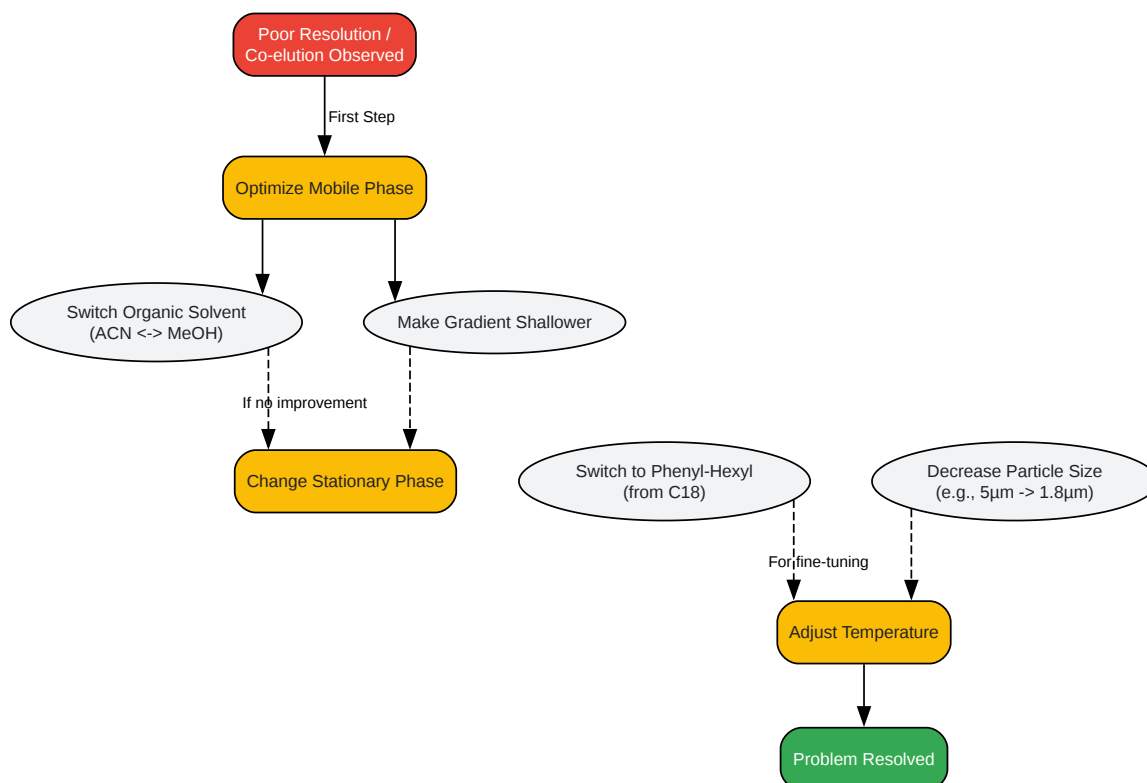 Poor Resolution /
Co-elution Observed
First Step
Optimize Mobile Phase
Switch Organic Solvent
(ACN <-> MeOH)
Make Gradient Shallower
If no improvement
Change Stationary Phase
Switch to Phenyl-Hexyl
(from C18)
Decrease Particle Size
(e.g., 5µm -> 1.8µm)
For fine-tuning
Adjust Temperature
Problem Resolved